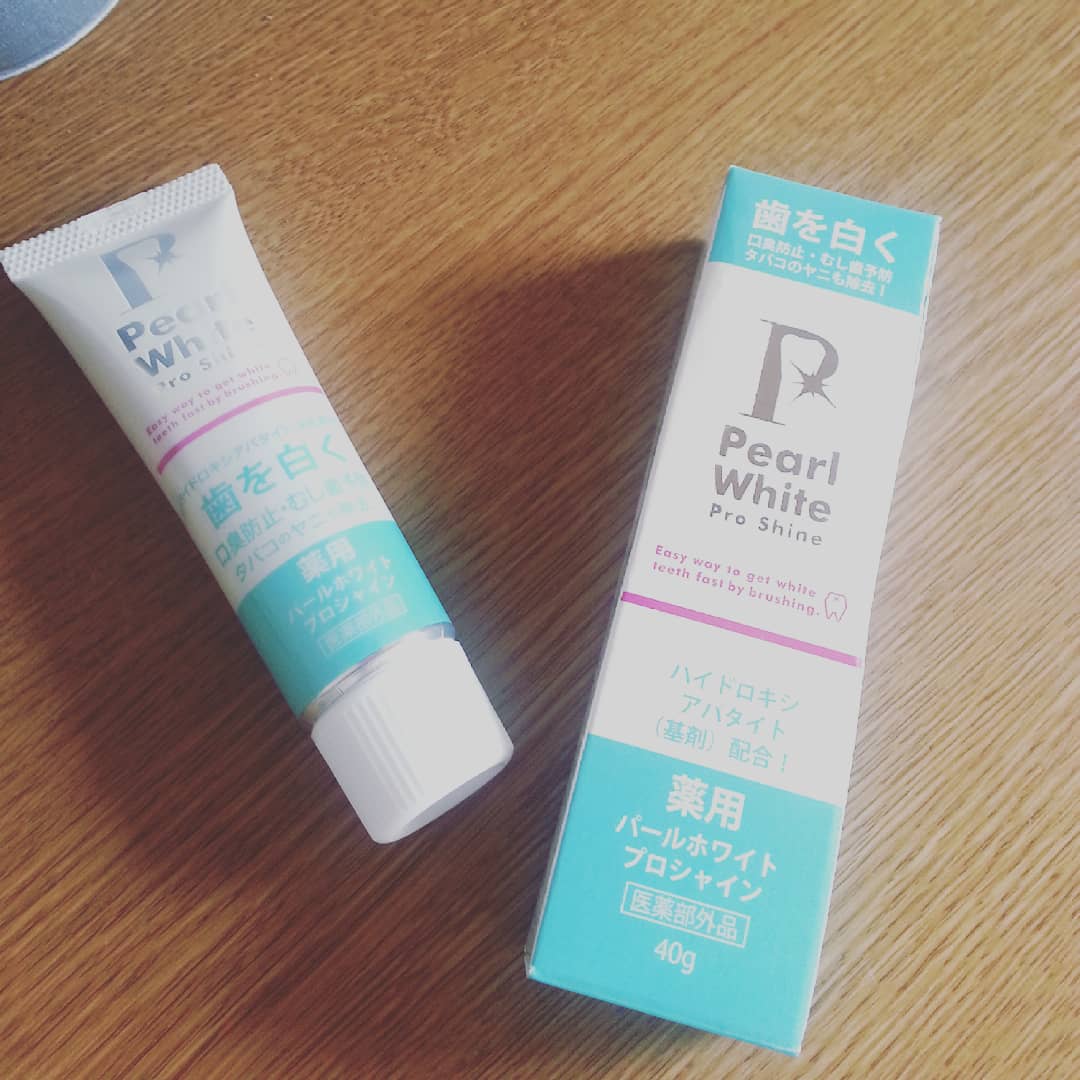 Pearl
White
Pro
Easy way to get white
teeth fast by brushing.
歯を白く
口臭防止・むし歯
タバコのヤニ
薬用
パールホワイト
プロシャイン
医薬部外品
歯を白く
口臭防止・むし歯予防
タバコのヤニも除去！
P
Pearl
White
Pro Shine
Easy way to get white
teeth fast by brushing.
ハイドロキシ
アパタイト
（基剤）配合！
薬用
パールホワイト
プロシャイン
医薬部外品
40g